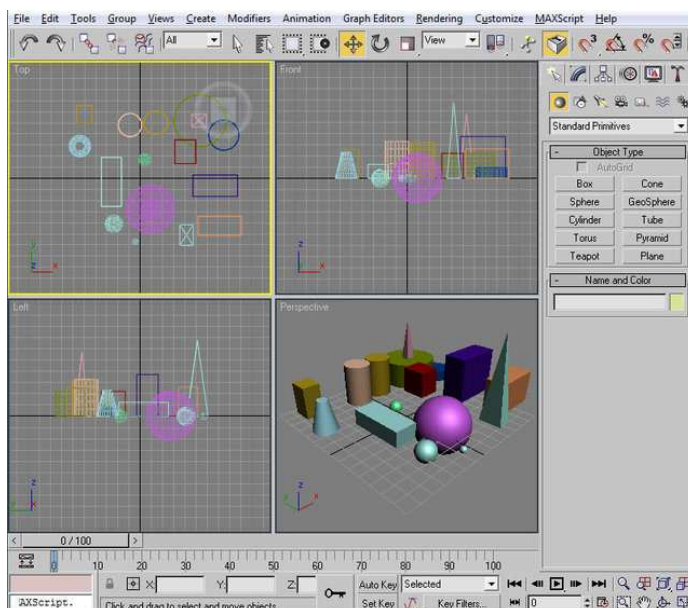 File Edit Tools Group Views Create Modifiers Animation Graph Editors Rendering Customize MAXScript Help
All View
Top Front
Standard Primitives
- Object Type
AutoGrid
Box Cone
Sphere GeoSphere
Cylinder Tube
Torus Pyramid
Teapot Plane
- Name and Color
z x
z x
Left Perspective
z
z x
< 0 / 100 >
0 10 20 30 40 50 60 70 80 90 100
X: Y: Z: Auto Key Selected
AXScript. Click and drag to select and move objects Set Key Key Filters... 0